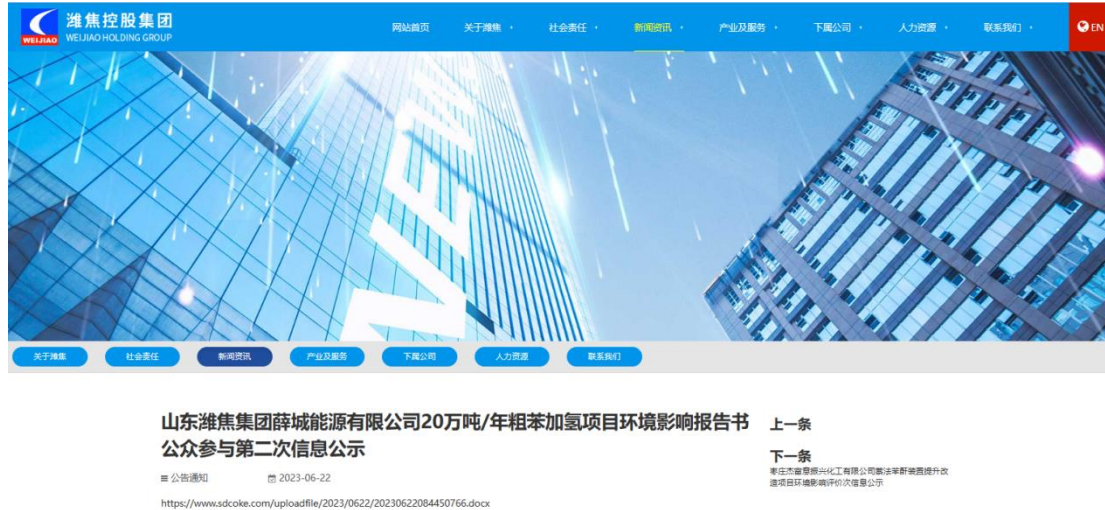 潍焦控股集团
WEIJIAO HOLDING GROUP
WEIJIAO
网站首页 关于潍焦 社会责任 新闻资讯 产业及服务 下属公司 人力资源 联系我们 EN
关于潍焦 社会责任 新闻资讯 产业及服务 下属公司 人力资源 联系我们
山东潍焦集团薛城能源有限公司20万吨/年粗苯加氢项目环境影响报告书
公众参与第二次信息公示
公告通知 2023-06-22
https://www.sdcoke.com/uploadfile/2023/0622/20230622084450766.docx
上一条
下一条
枣庄杰富意振兴化工有限公司蒽法苯酐装置提升改
造项目环境影响评价次信息公示